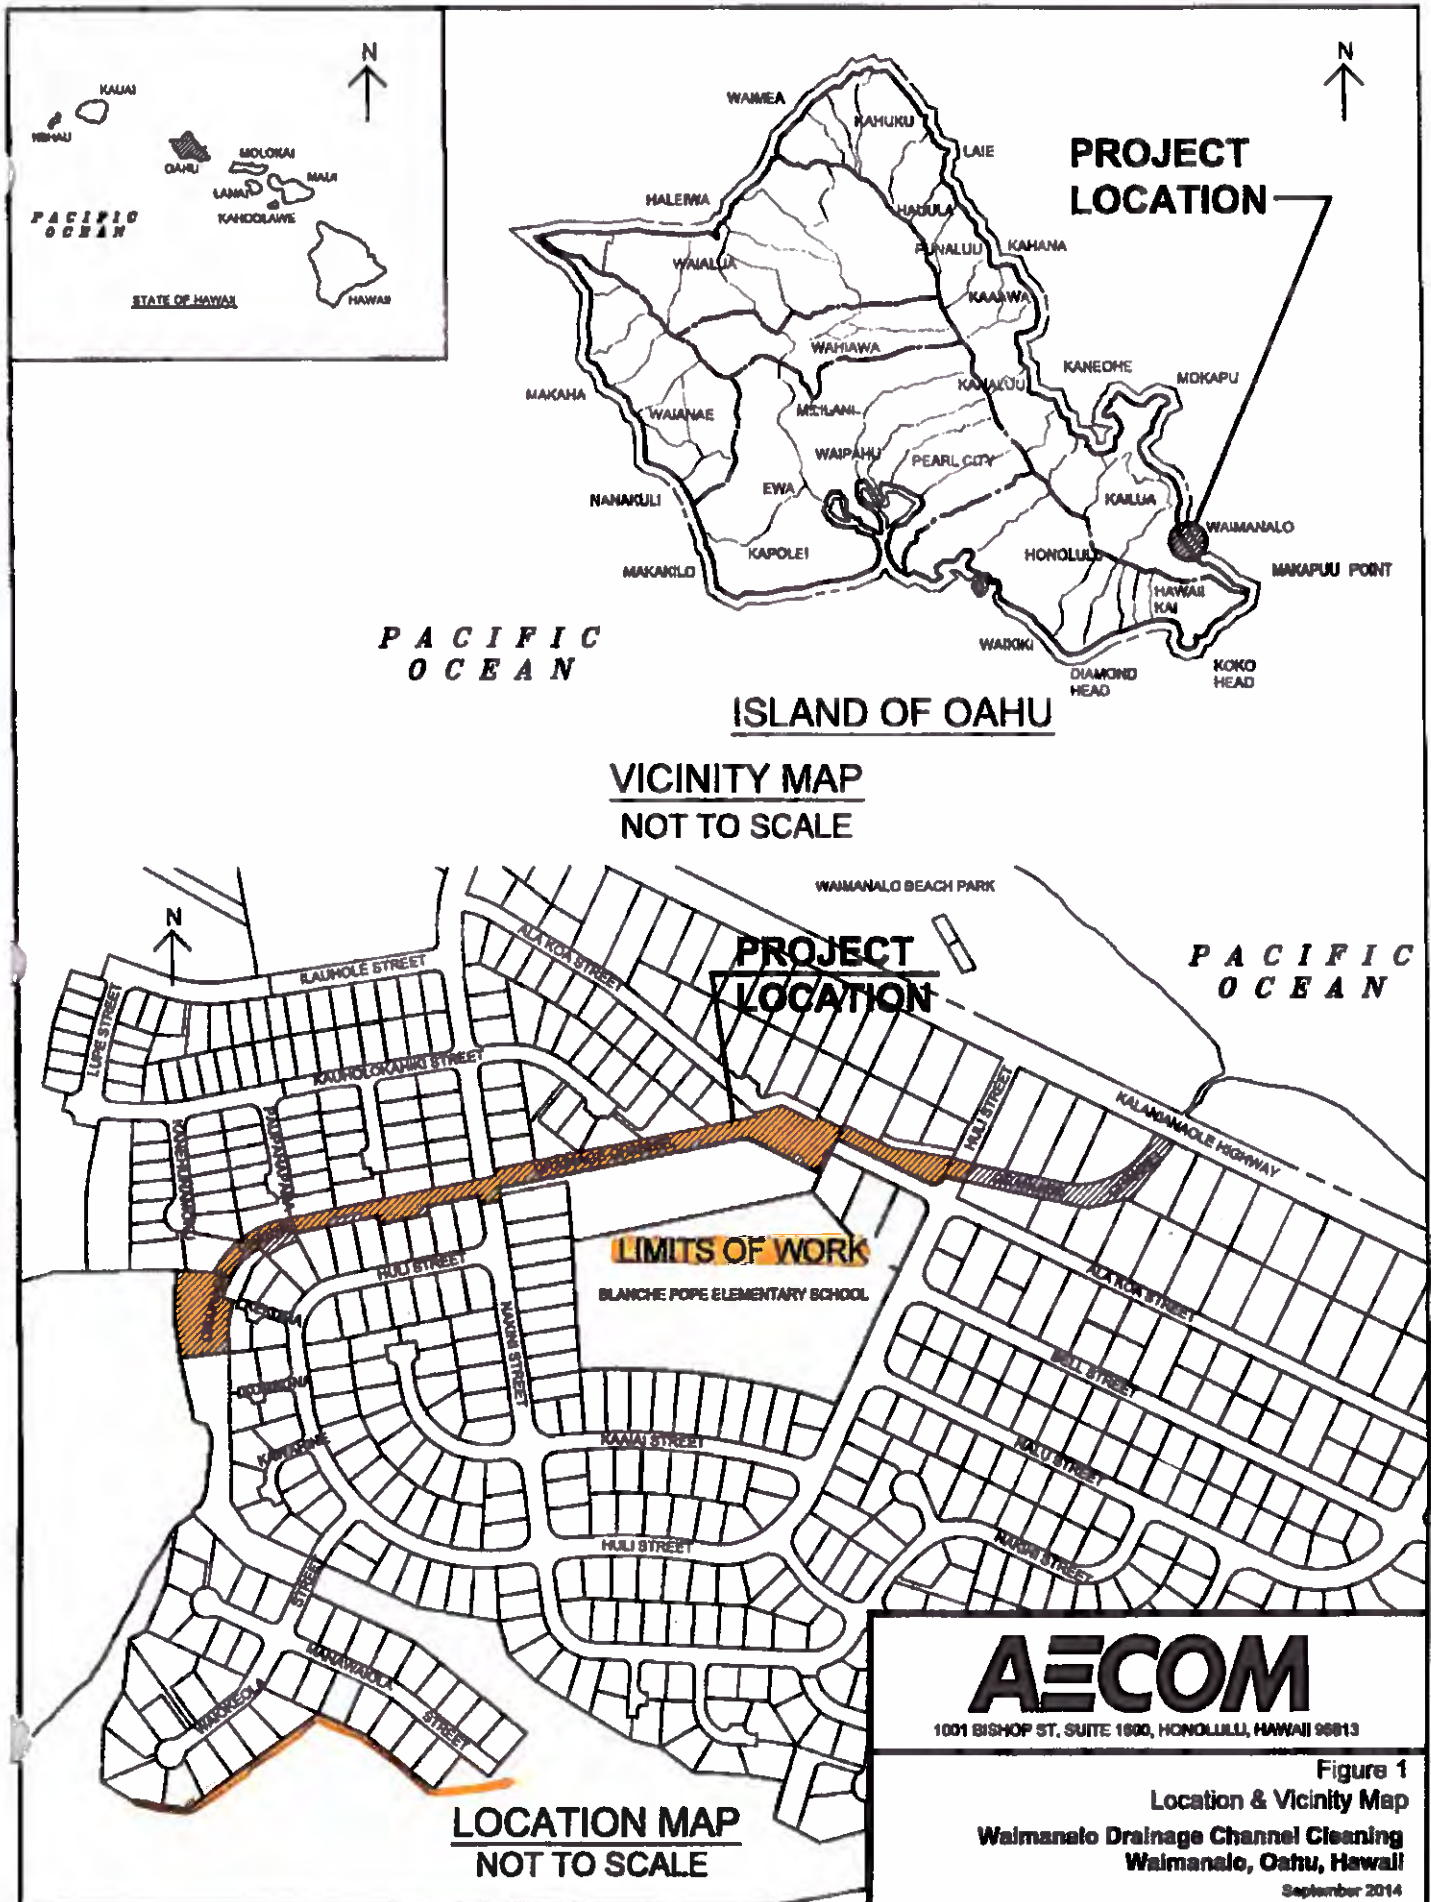 N
KAUAI
NIIHAU
OAHU
MOLOKAI
LANAI
MAUI
KAHOOLAWE
HAWAII
PACIFIC
OCEAN
STATE OF HAWAII
N
PROJECT
LOCATION
WAIMEA
KAHUKU
LAIE
HALEIWA
HAUULA
PUNALUU
KAHANA
WAIALUA
KAAAWA
WAHIAWA
KANEOHE
MOKAPU
MAKAHA
WAIANAE
MILILANI
WAIPAHU
PEARL CITY
NANAKULI
EWA
KAILUA
WAIMANALO
KAPOLEI
HONOLULU
MAKAKILO
MAKAPUU POINT
HAWAII
KAI
WAIKIKI
DIAMOND
HEAD
KOKO
HEAD
PACIFIC
OCEAN
ISLAND OF OAHU
VICINITY MAP
NOT TO SCALE
WAIMANALO BEACH PARK
N
PROJECT
LOCATION
PACIFIC
OCEAN
ILAUHOLE STREET
ALA KOA STREET
LUPE STREET
KAUHOLOKAHIKI STREET
HULI STREET
KALANIANAOLE HIGHWAY
LIMITS OF WORK
BLANCHE POPE ELEMENTARY SCHOOL
HULI STREET
NAKINI STREET
ALA KOA STREET
BELL STREET
KAAIAI STREET
NALU STREET
HULI STREET
NAKINI STREET
STREET
MANAWAIOLA
STREET
WAIOKEOLA
LOCATION MAP
NOT TO SCALE
AECOM
1001 BISHOP ST, SUITE 1600, HONOLULU, HAWAII 96813
Figure 1
Location & Vicinity Map
Waimanalo Drainage Channel Cleaning
Waimanalo, Oahu, Hawaii
September 2014